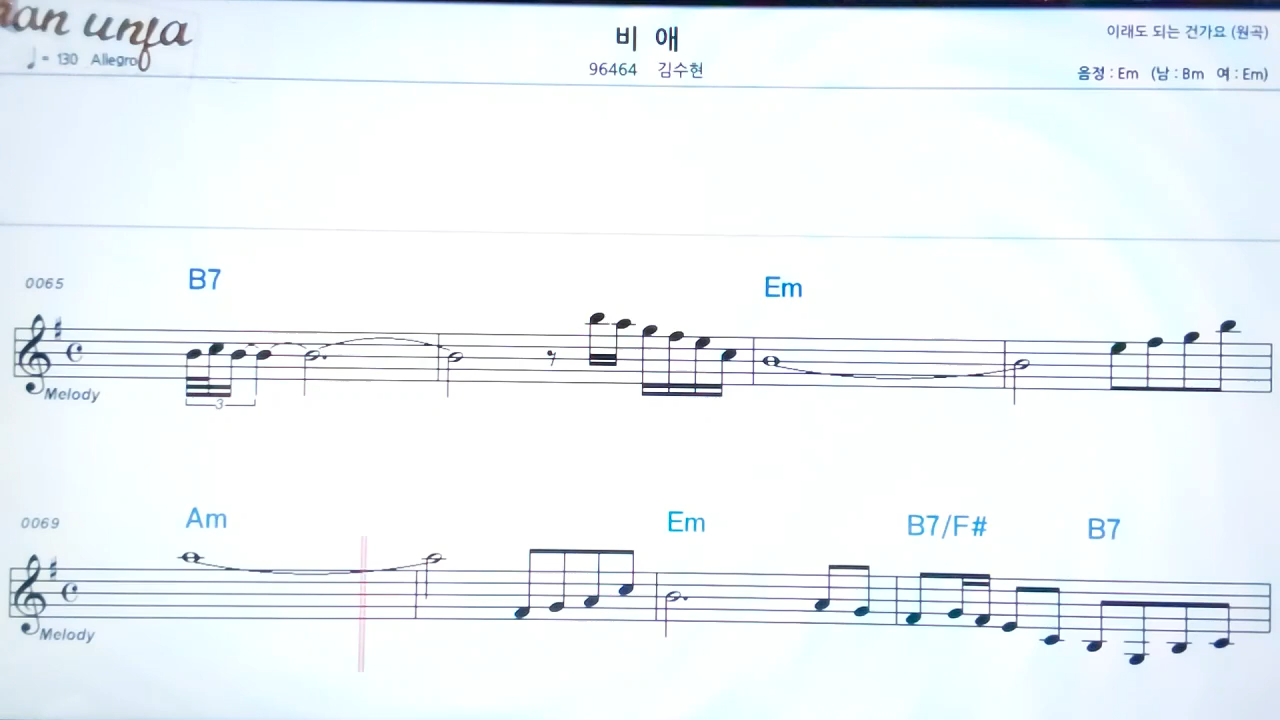 비 애
이래도 되는 건가요 (원곡)
♩= 130 Allegro
96464 김수현
음정 : Em (남 : Bm 여 : Em)
0065
B7
Em
Melody
3
0069
Am
Em
B7/F#
B7
Melody